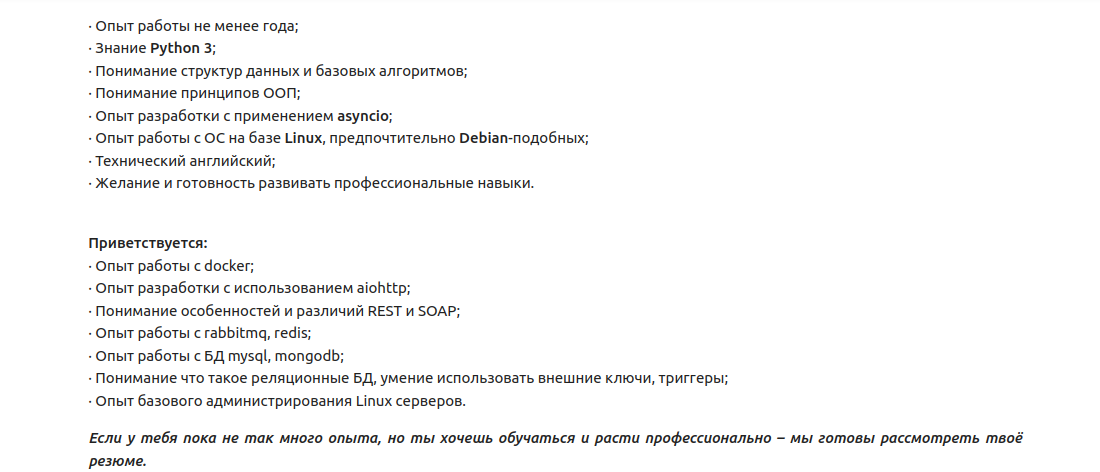 · Опыт работы не менее года;
· Знание Python 3;
· Понимание структур данных и базовых алгоритмов;
· Понимание принципов ООП;
· Опыт разработки с применением asyncio;
· Опыт работы с ОС на базе Linux, предпочтительно Debian-подобных;
· Технический английский;
· Желание и готовность развивать профессиональные навыки.
Приветствуется:
· Опыт работы с docker;
· Опыт разработки с использованием aiohttp;
· Понимание особенностей и различий REST и SOAP;
· Опыт работы с rabbitmq, redis;
· Опыт работы с БД mysql, mongodb;
· Понимание что такое реляционные БД, умение использовать внешние ключи, триггеры;
· Опыт базового администрирования Linux серверов.
Если у тебя пока не так много опыта, но ты хочешь обучаться и расти профессионально – мы готовы рассмотреть твоё
резюме.